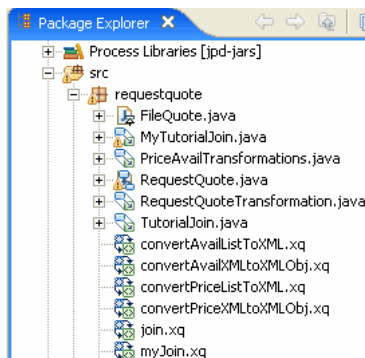 Package Explorer
Process Libraries [jpd-jars]
src
requestquote
FileQuote.java
MyTutorialJoin.java
PriceAvailTransformations.java
RequestQuote.java
RequestQuoteTransformation.java
TutorialJoin.java
convertAvailListToXML.xq
convertAvailXMLtoXMLObj.xq
convertPriceListToXML.xq
convertPriceXMLtoXMLObj.xq
join.xq
myJoin.xq